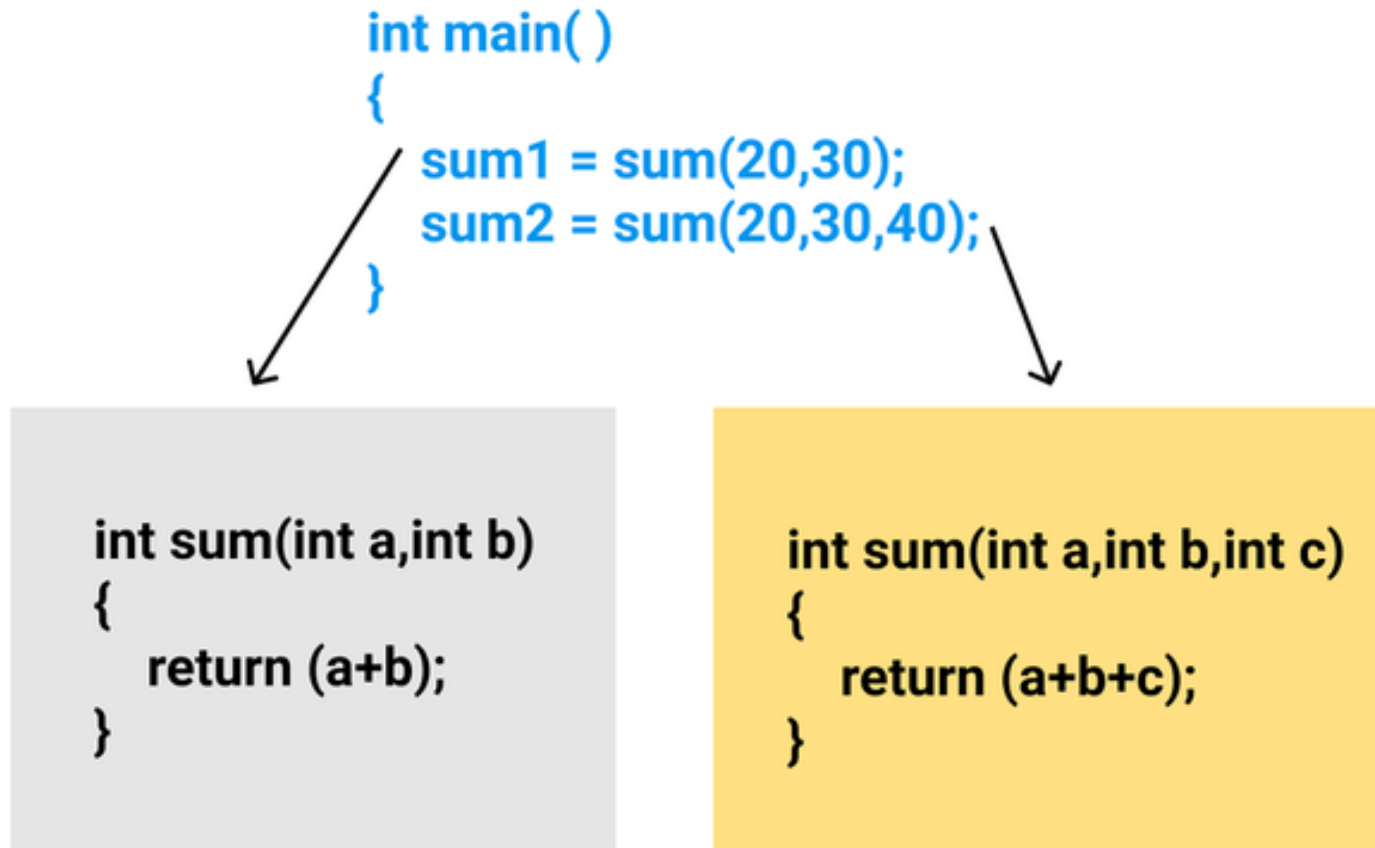 int main( )
{
sum1 = sum(20,30);
sum2 = sum(20,30,40);
}
int sum(int a,int b)
{
return (a+b);
}
int sum(int a,int b,int c)
{
return (a+b+c);
}